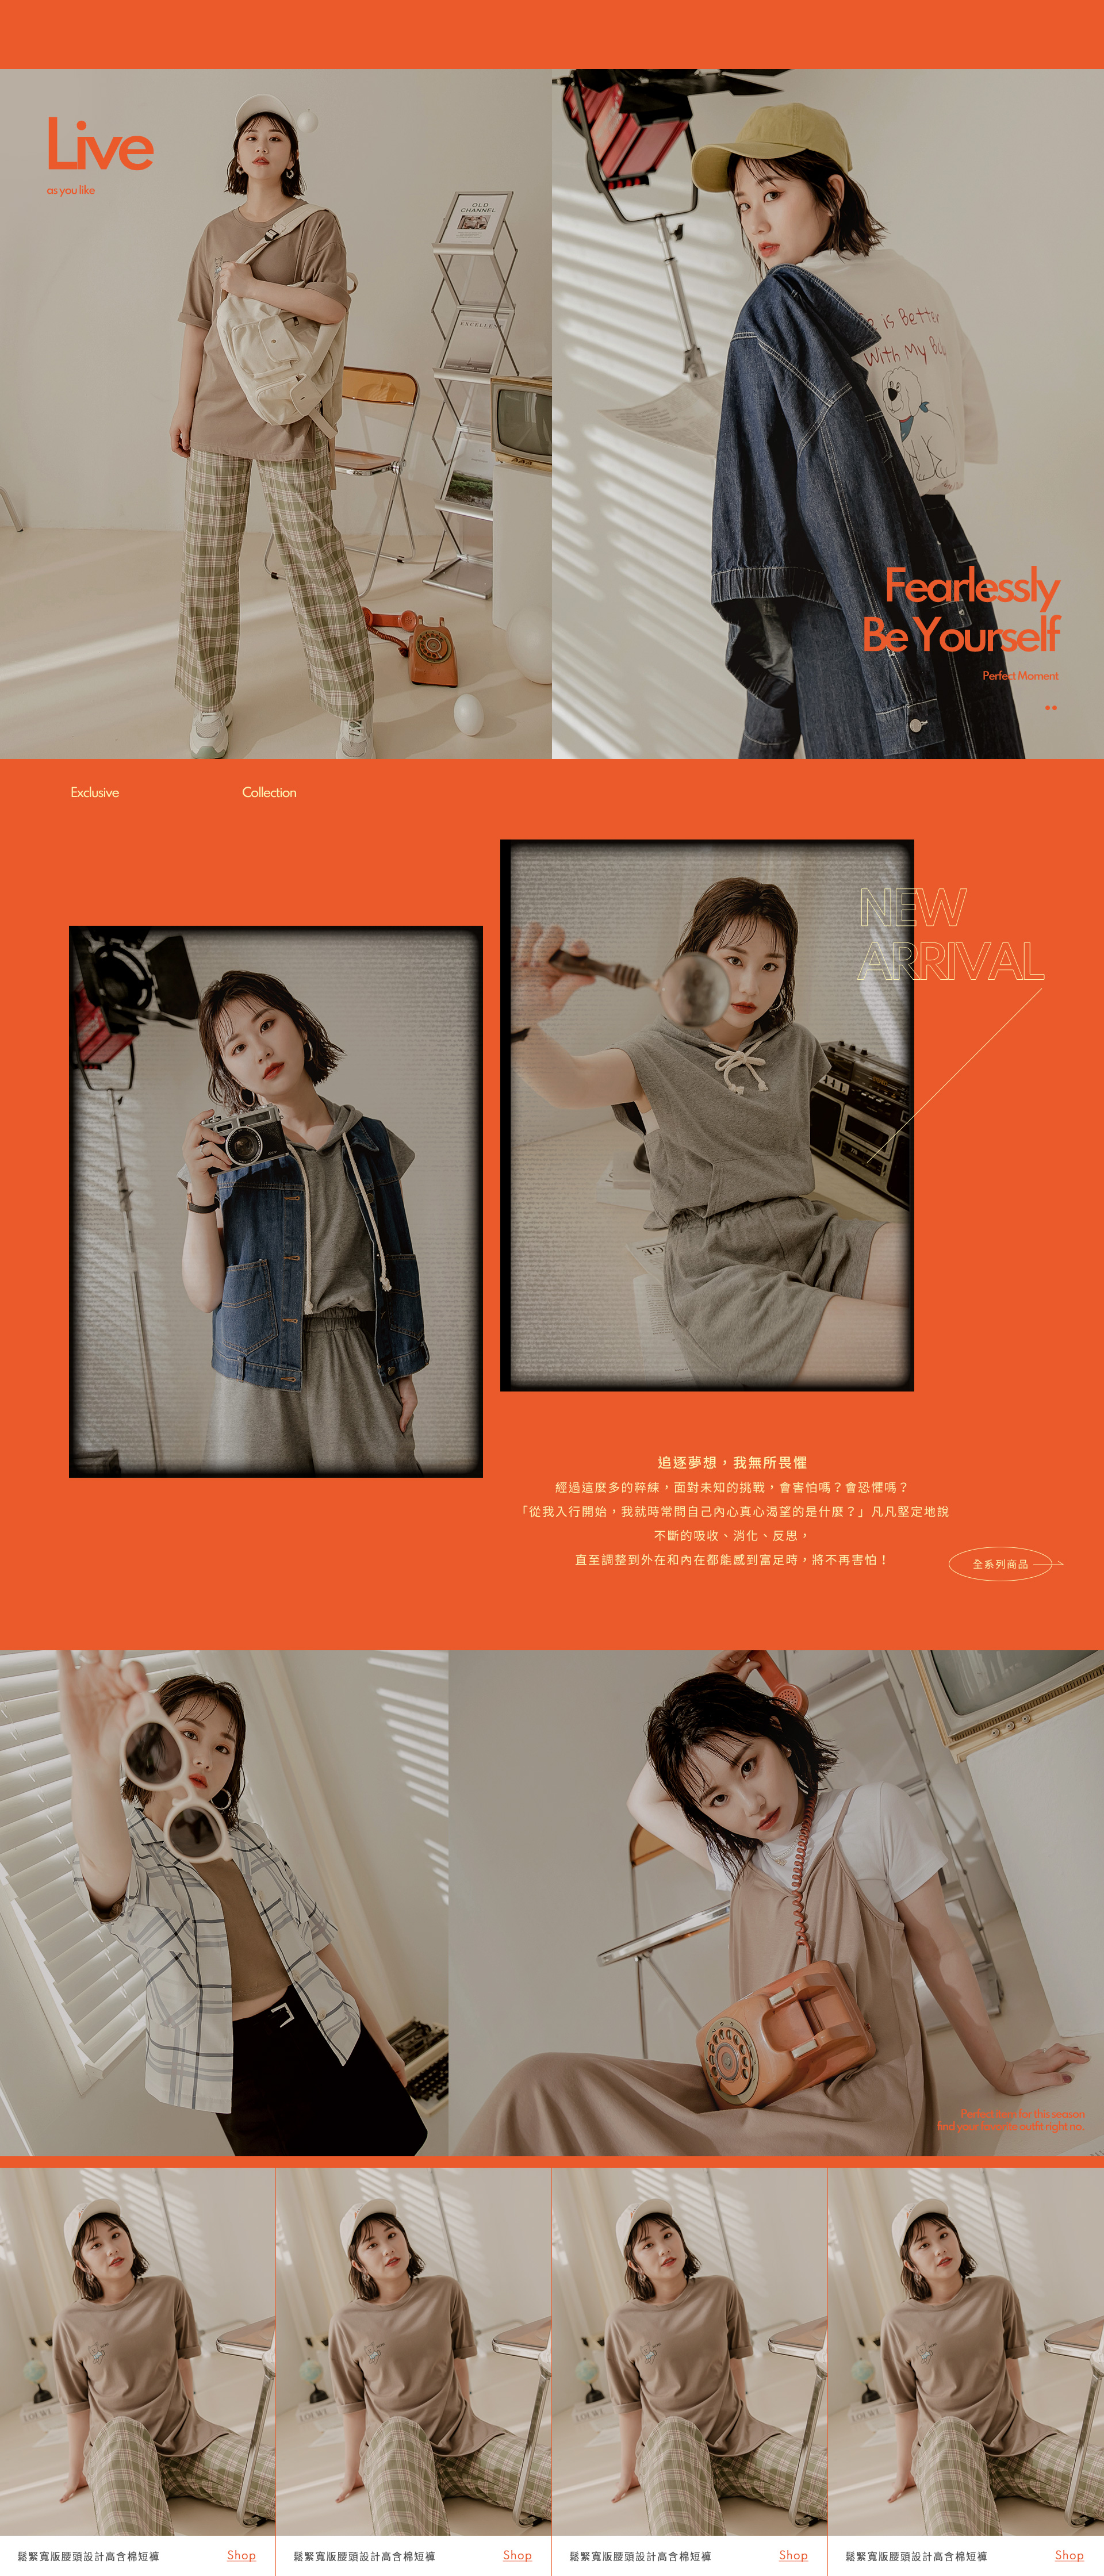 Live
as you like
OLD
CHANNEL
EXCELLEN
is Better
With My
Fearlessly
Be Yourself
Perfect Moment
Exclusive
Collection
NEW
ARRIVAL
追逐夢想，我無所畏懼
經過這麼多的粹練，面對未知的挑戰，會害怕嗎？會恐懼嗎？
「從我入行開始，我就時常問自己內心真心渴望的是什麼？」凡凡堅定地說
不斷的吸收、消化、反思，
直至調整到外在和內在都能感到富足時，將不再害怕！
全系列商品
for this season
find your outfit right no.
鬆緊寬版腰頭設計高含棉短褲
Shop
鬆緊寬版腰頭設計高含棉短褲
Shop
鬆緊寬版腰頭設計高含棉短褲
Shop
鬆緊寬版腰頭設計高含棉短褲
Shop